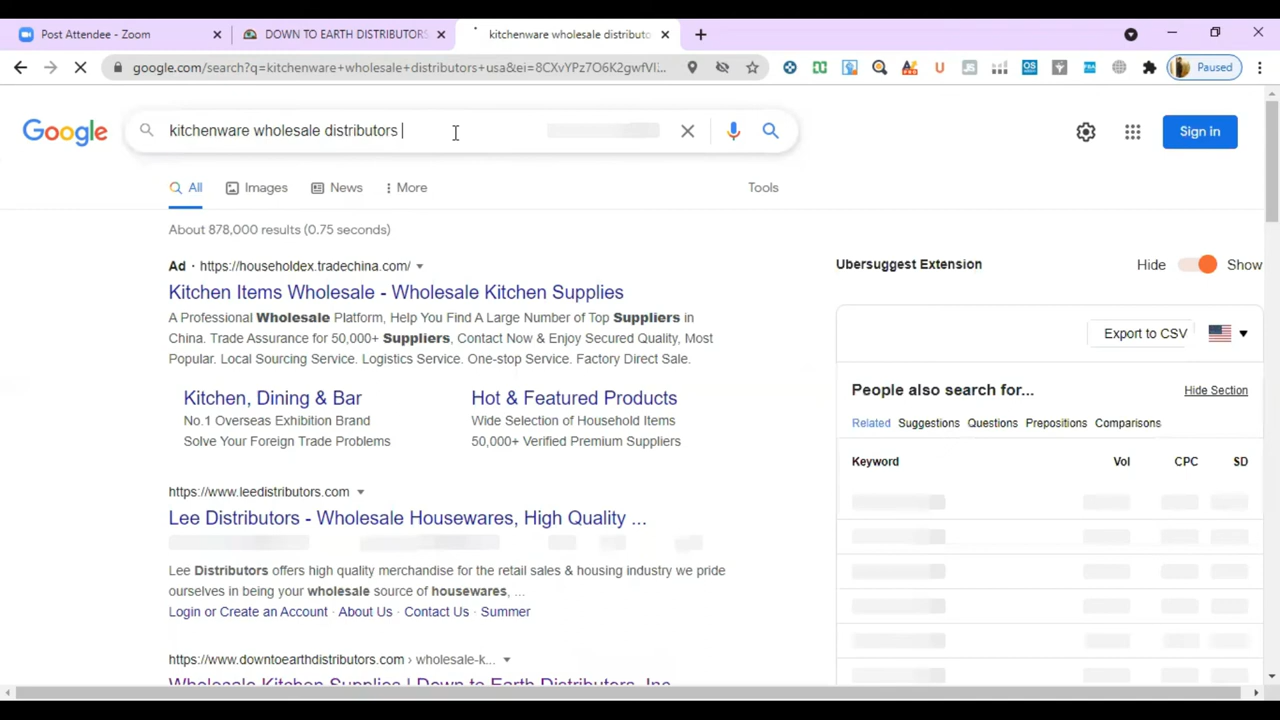 Post Attendee - Zoom
DOWN TO EARTH DISTRIBUTORS
kitchenware wholesale distributo
google.com/search?q=kitchenware+wholesale+distributors+usa&ei=8CXvYPz7O6K2gwfVl...
Paused
Google
kitchenware wholesale distributors
Sign in
All
Images
News
More
Tools
About 878,000 results (0.75 seconds)
Ad · https://householdex.tradechina.com/
Kitchen Items Wholesale - Wholesale Kitchen Supplies
A Professional Wholesale Platform, Help You Find A Large Number of Top Suppliers in
China. Trade Assurance for 50,000+ Suppliers, Contact Now & Enjoy Secured Quality, Most
Popular. Local Sourcing Service. Logistics Service. One-stop Service. Factory Direct Sale.
Kitchen, Dining & Bar
No.1 Overseas Exhibition Brand
Solve Your Foreign Trade Problems
Hot & Featured Products
Wide Selection of Household Items
50,000+ Verified Premium Suppliers
https://www.leedistributors.com
Lee Distributors - Wholesale Housewares, High Quality ...
Lee Distributors offers high quality merchandise for the retail sales & housing industry we pride
ourselves in being your wholesale source of housewares, ...
Login or Create an Account · About Us · Contact Us · Summer
https://www.downtoearthdistributors.com › wholesale-k...
Wholesale Kitchen Supplies | Down to Earth Distributors, Inc
Ubersuggest Extension
Hide
Show
Export to CSV
People also search for...
Hide Section
Related
Suggestions
Questions
Prepositions
Comparisons
Keyword
Vol
CPC
SD